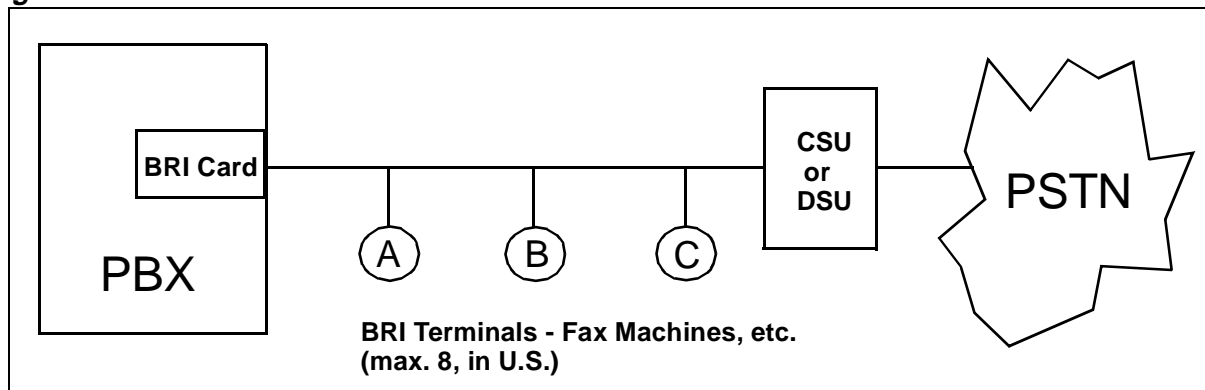 BRI Card
PBX
A
B
C
CSU
or
DSU
PSTN
BRI Terminals - Fax Machines, etc.
(max. 8, in U.S.)